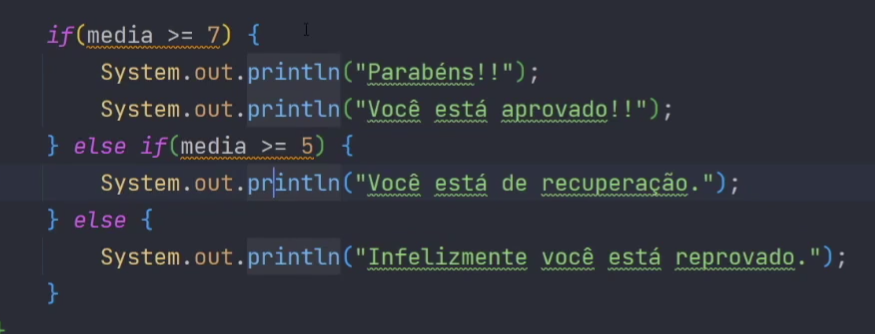 if(media >= 7) {
System.out.println("Parabéns!!");
System.out.println("Você está aprovado!!");
} else if(media >= 5) {
System.out.println("Você está de recuperação.");
} else {
System.out.println("Infelizmente você está reprovado.");
}